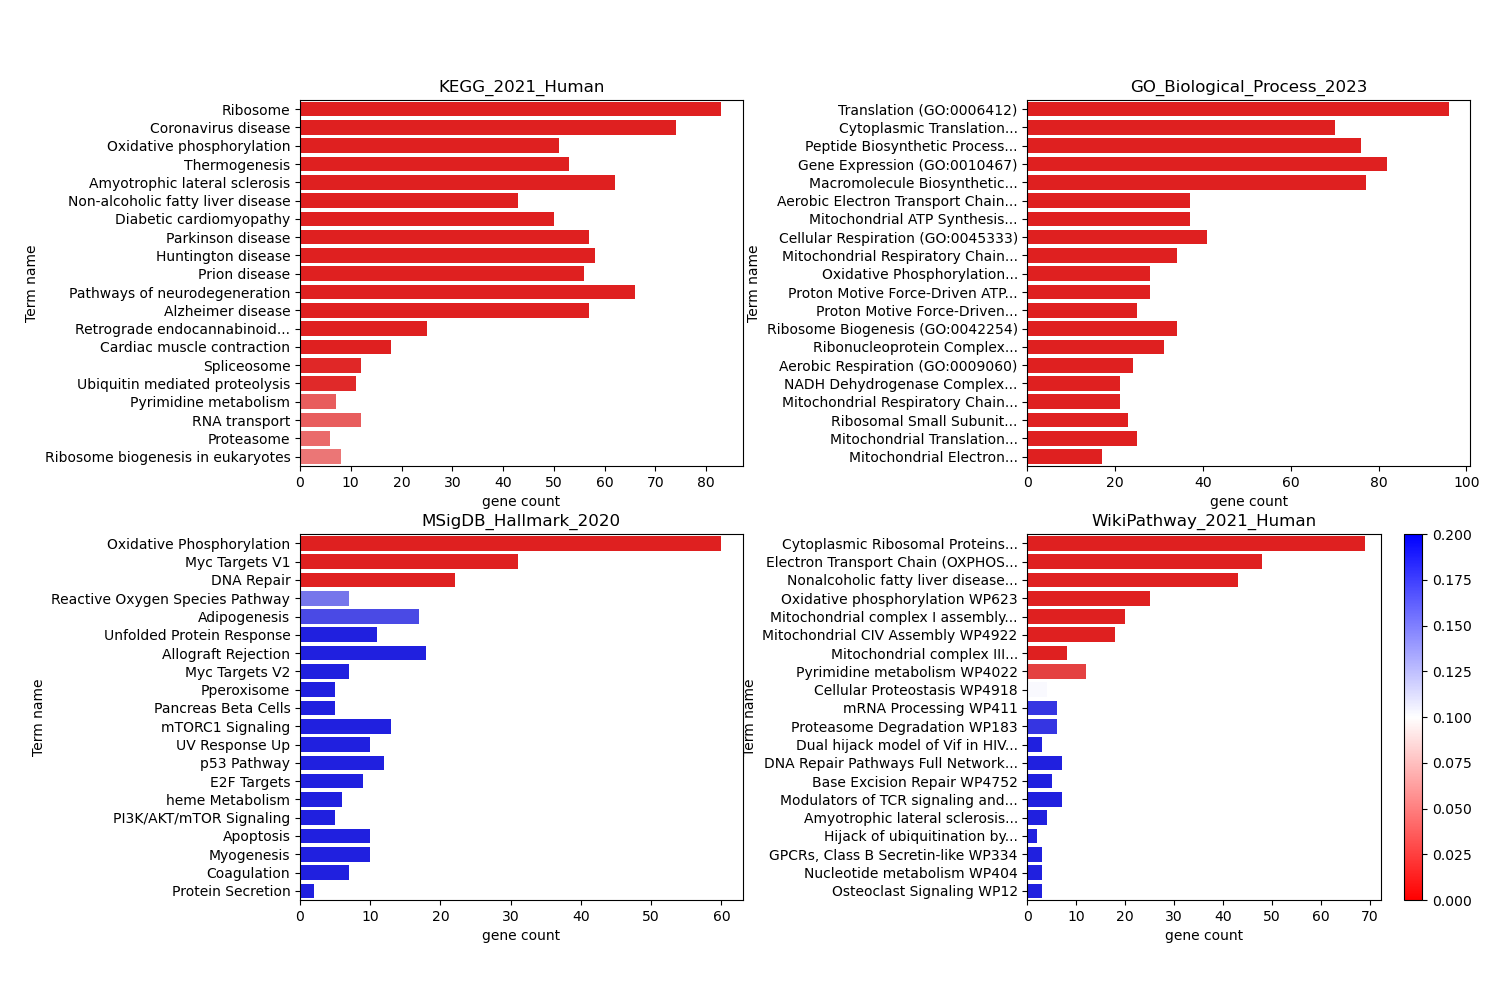 KEGG_2021_Human
Term name
Ribosome
Coronavirus disease
Oxidative phosphorylation
Thermogenesis
Amyotrophic lateral sclerosis
Non-alcoholic fatty liver disease
Diabetic cardiomyopathy
Parkinson disease
Huntington disease
Prion disease
Pathways of neurodegeneration
Alzheimer disease
Retrograde endocannabinoid...
Cardiac muscle contraction
Spliceosome
Ubiquitin mediated proteolysis
Pyrimidine metabolism
RNA transport
Proteasome
Ribosome biogenesis in eukaryotes
0 10 20 30 40 50 60 70 80
gene count
GO_Biological_Process_2023
Term name
Translation (GO:0006412)
Cytoplasmic Translation...
Peptide Biosynthetic Process...
Gene Expression (GO:0010467)
Macromolecule Biosynthetic...
Aerobic Electron Transport Chain...
Mitochondrial ATP Synthesis...
Cellular Respiration (GO:0045333)
Mitochondrial Respiratory Chain...
Oxidative Phosphorylation...
Proton Motive Force-Driven ATP...
Proton Motive Force-Driven...
Ribosome Biogenesis (GO:0042254)
Ribonucleoprotein Complex...
Aerobic Respiration (GO:0009060)
NADH Dehydrogenase Complex...
Mitochondrial Respiratory Chain...
Ribosomal Small Subunit...
Mitochondrial Translation...
Mitochondrial Electron...
0 20 40 60 80 100
gene count
MSigDB_Hallmark_2020
Term name
Oxidative Phosphorylation
Myc Targets V1
DNA Repair
Reactive Oxygen Species Pathway
Adipogenesis
Unfolded Protein Response
Allograft Rejection
Myc Targets V2
Pperoxisome
Pancreas Beta Cells
mTORC1 Signaling
UV Response Up
p53 Pathway
E2F Targets
heme Metabolism
PI3K/AKT/mTOR Signaling
Apoptosis
Myogenesis
Coagulation
Protein Secretion
0 10 20 30 40 50 60
gene count
WikiPathway_2021_Human
Term name
Cytoplasmic Ribosomal Proteins...
Electron Transport Chain (OXPHOS...
Nonalcoholic fatty liver disease...
Oxidative phosphorylation WP623
Mitochondrial complex I assembly...
Mitochondrial CIV Assembly WP4922
Mitochondrial complex III...
Pyrimidine metabolism WP4022
Cellular Proteostasis WP4918
mRNA Processing WP411
Proteasome Degradation WP183
Dual hijack model of Vif in HIV...
DNA Repair Pathways Full Network...
Base Excision Repair WP4752
Modulators of TCR signaling and...
Amyotrophic lateral sclerosis...
Hijack of ubiquitination by...
GPCRs, Class B Secretin-like WP334
Nucleotide metabolism WP404
Osteoclast Signaling WP12
0 10 20 30 40 50 60 70
gene count
0.200
0.175
0.150
0.125
0.100
0.075
0.050
0.025
0.000